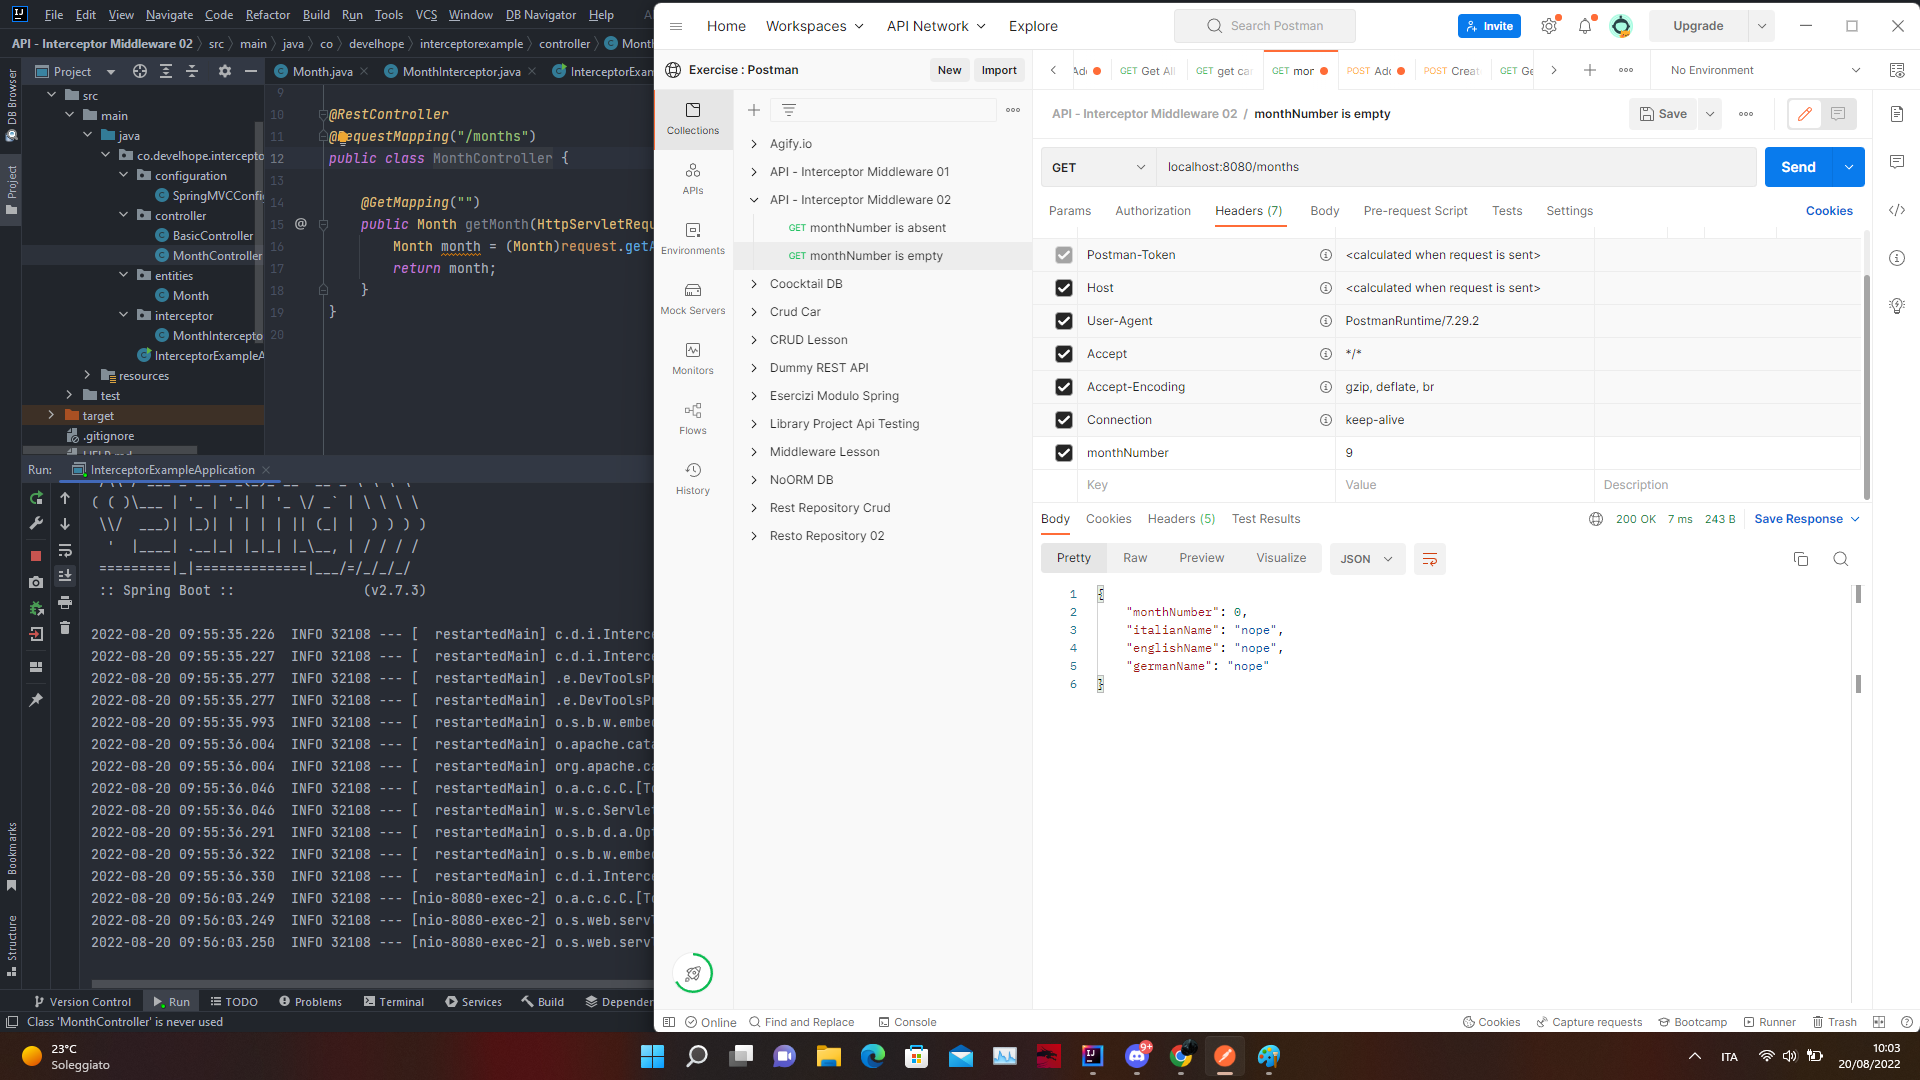 File Edit View Navigate Code Refactor Build Run Tools VCS Window DB Navigator Help
API - Interceptor Middleware 02 src main java co develhope interceptorexample controller
Project
Month.java MonthInterceptor.java
DB Browser
Project
Bookmarks
Structure
src
main
java
co.develhope.intercepto
configuration
SpringMVCConfi
controller
BasicController
MonthController
entities
Month
interceptor
MonthIntercepto
InterceptorExampleA
resources
test
target
.gitignore
9
10 @RestController
11 @RequestMapping("/months")
12 public class MonthController {
13
14 @GetMapping("")
15 public Month getMonth(HttpServletRequ
16 Month month = (Month)request.getA
17 return month;
18 }
19 }
20
Run: InterceptorExampleApplication
:: Spring Boot :: (v2.7.3)
2022-08-20 09:55:35.226 INFO 32108 --- [ restartedMain] c.d.i.Interc
2022-08-20 09:55:35.227 INFO 32108 --- [ restartedMain] c.d.i.Interc
2022-08-20 09:55:35.277 INFO 32108 --- [ restartedMain] .e.DevToolsP
2022-08-20 09:55:35.277 INFO 32108 --- [ restartedMain] .e.DevToolsP
2022-08-20 09:55:35.993 INFO 32108 --- [ restartedMain] o.s.b.w.embe
2022-08-20 09:55:36.004 INFO 32108 --- [ restartedMain] o.apache.cata
2022-08-20 09:55:36.004 INFO 32108 --- [ restartedMain] org.apache.ca
2022-08-20 09:55:36.046 INFO 32108 --- [ restartedMain] o.a.c.c.C.[To
2022-08-20 09:55:36.046 INFO 32108 --- [ restartedMain] w.s.c.Servlet
2022-08-20 09:55:36.291 INFO 32108 --- [ restartedMain] o.s.b.d.a.Opt
2022-08-20 09:55:36.322 INFO 32108 --- [ restartedMain] o.s.b.w.embe
2022-08-20 09:55:36.330 INFO 32108 --- [ restartedMain] c.d.i.Interc
2022-08-20 09:56:03.249 INFO 32108 --- [nio-8080-exec-2] o.a.c.c.C.[To
2022-08-20 09:56:03.249 INFO 32108 --- [nio-8080-exec-2] o.s.web.serv
2022-08-20 09:56:03.250 INFO 32108 --- [nio-8080-exec-2] o.s.web.serv
Version Control Run TODO Problems Terminal Services Build Depender
Class 'MonthController' is never used
Home Workspaces API Network Explore Search Postman Invite Upgrade
Exercise : Postman New Import
GET Get Al GET get car GET mor POST Adc POST Create GET Ge No Environment
Collections
APIs
Environments
Mock Servers
Monitors
Flows
History
Agify.io
API - Interceptor Middleware 01
API - Interceptor Middleware 02
GET monthNumber is absent
GET monthNumber is empty
Coocktail DB
Crud Car
CRUD Lesson
Dummy REST API
Esercizi Modulo Spring
Library Project Api Testing
Middleware Lesson
NoORM DB
Rest Repository Crud
Resto Repository 02
API - Interceptor Middleware 02 / monthNumber is empty Save
GET localhost:8080/months Send
Params Authorization Headers (7) Body Pre-request Script Tests Settings Cookies
Postman-Token <calculated when request is sent>
Host <calculated when request is sent>
User-Agent PostmanRuntime/7.29.2
Accept */*
Accept-Encoding gzip, deflate, br
Connection keep-alive
monthNumber 9
Key Value Description
Body Cookies Headers (5) Test Results 200 OK 7 ms 243 B Save Response
Pretty Raw Preview Visualize JSON
1 {
2 "monthNumber": 0,
3 "italianName": "nope",
4 "englishName": "nope",
5 "germanName": "nope"
6 }
Online Find and Replace Console Cookies Capture requests Bootcamp Runner Trash
23°C
Soleggiato
9+
ITA
10:03
20/08/2022